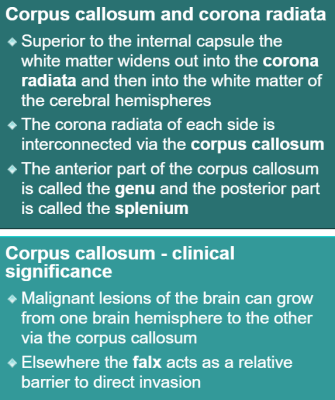 Corpus callosum and corona radiata
Superior to the internal capsule the
white matter widens out into the corona
radiata and then into the white matter of
the cerebral hemispheres
The corona radiata of each side is
interconnected via the corpus callosum
The anterior part of the corpus callosum
is called the genu and the posterior part
is called the splenium
Corpus callosum - clinical
significance
Malignant lesions of the brain can grow
from one brain hemisphere to the other
via the corpus callosum
Elsewhere the falx acts as a relative
barrier to direct invasion